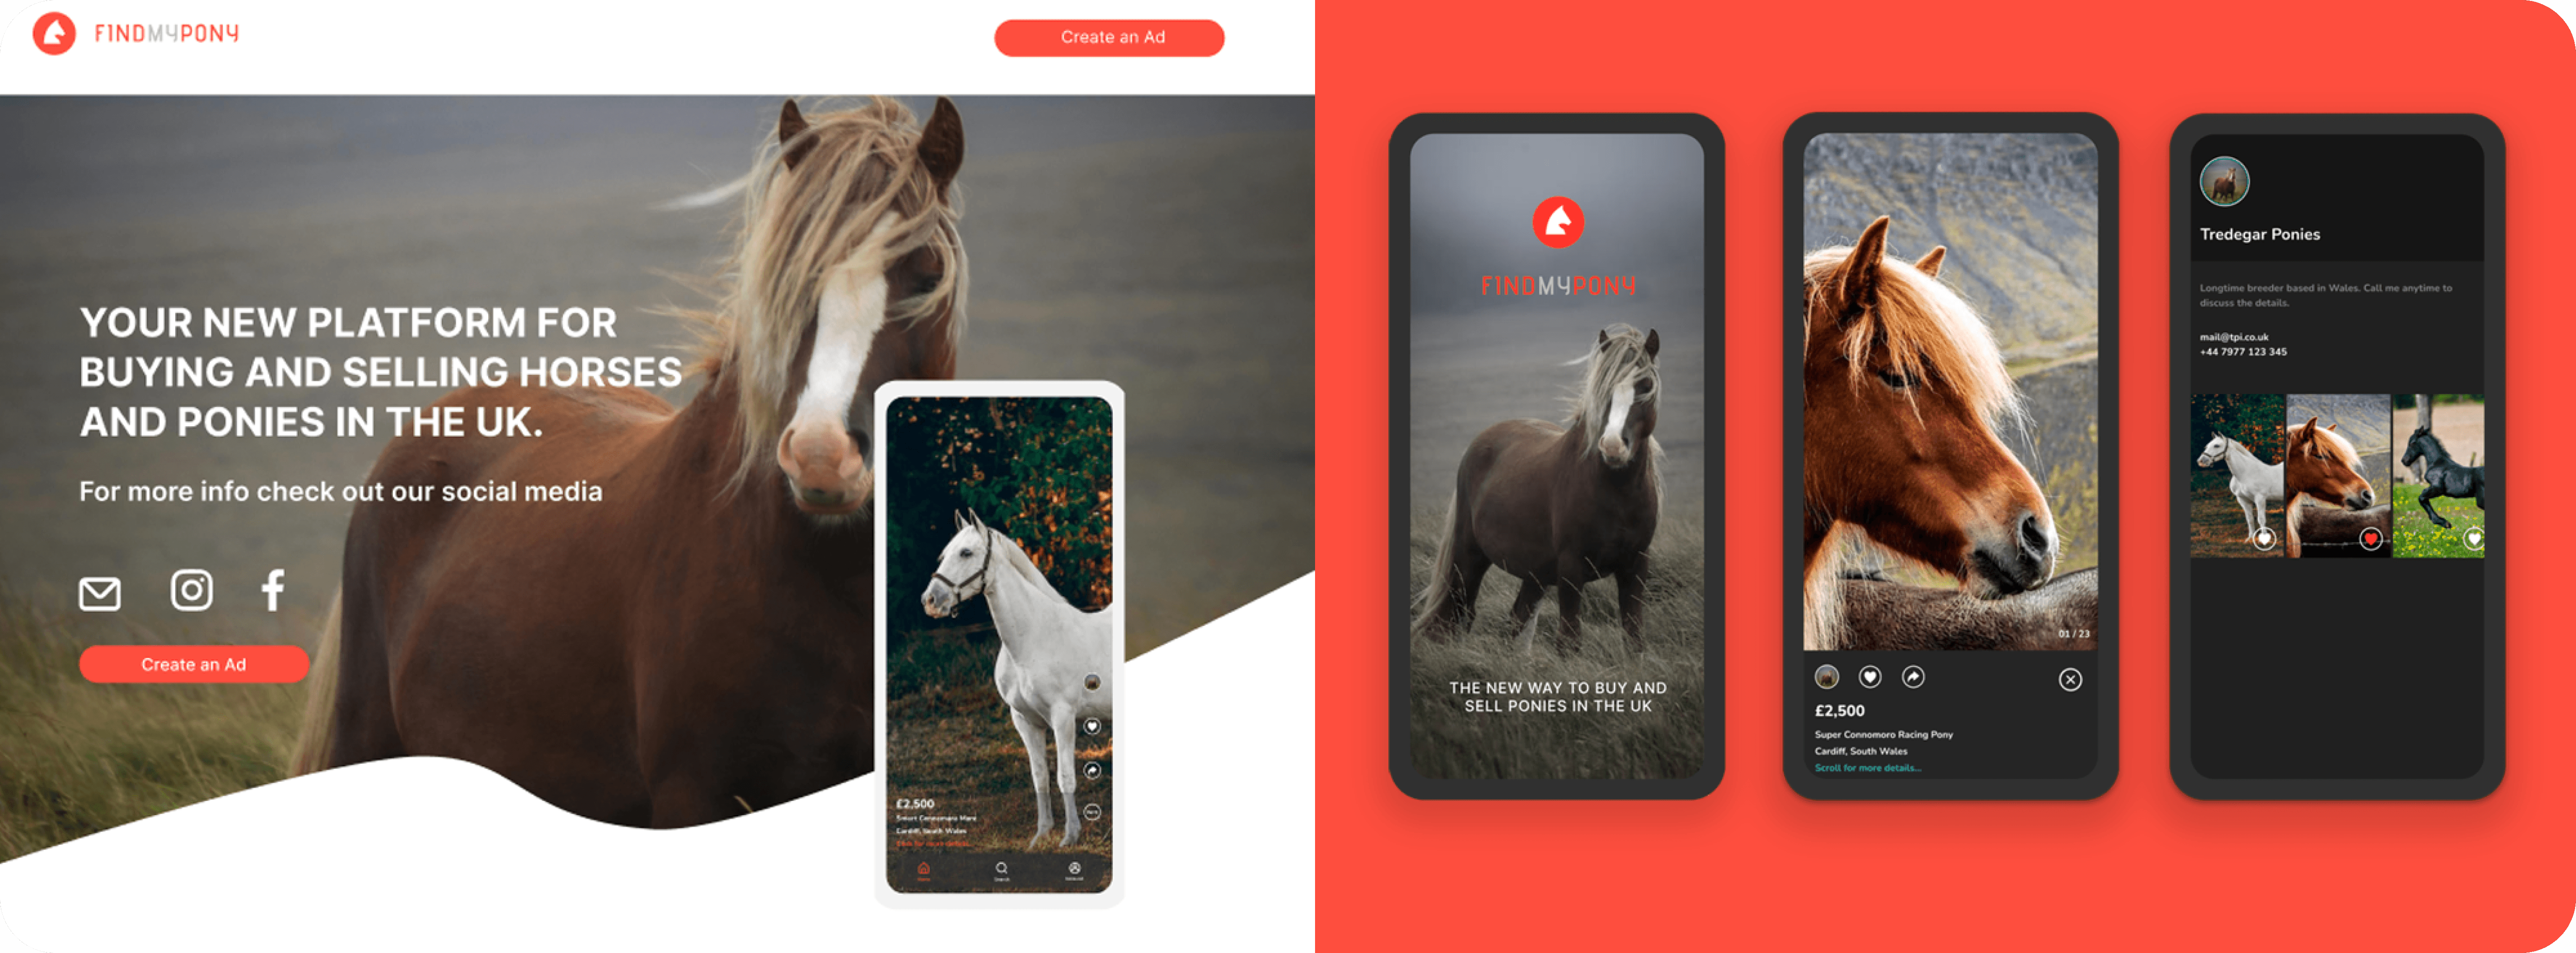 FINDMYPONY
Create an Ad
YOUR NEW PLATFORM FOR
BUYING AND SELLING HORSES
AND PONIES IN THE UK.
For more info check out our social media
Create an Ad
£2,500
Smart Connomara Mare
Cardiff, South Wales
Home
Search
Account
FINDMYPONY
THE NEW WAY TO BUY AND
SELL PONIES IN THE UK
01 / 23
£2,500
Super Connomoro Racing Pony
Cardiff, South Wales
Scroll for more details...
Tredegar Ponies
Longtime breeder based in Wales. Call me anytime to
discuss the details.
mail@tpi.co.uk
+44 7977 123 345